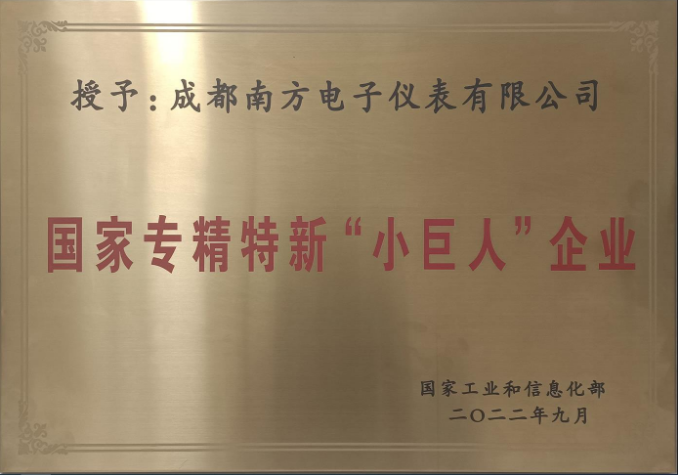 授予：成都南方电子仪表有限公司
国家专精特新“小巨人”企业
国家工业和信息化部
二〇二二年九月